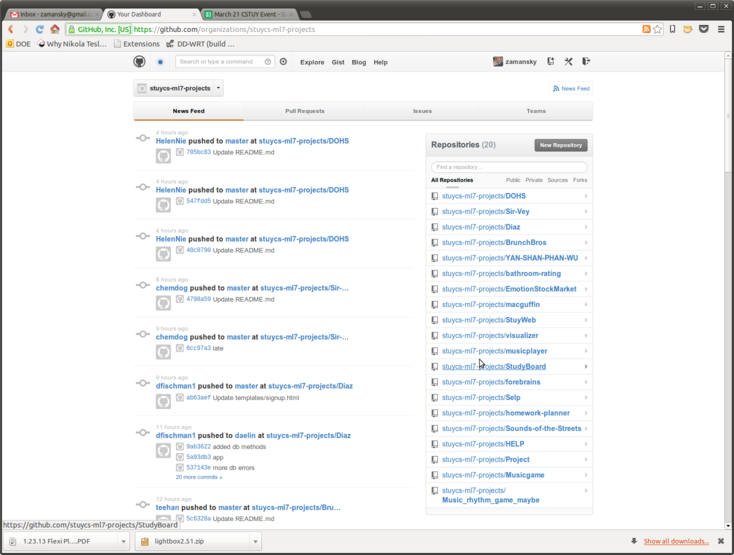 Inbox - zamansky@gmail...
Your Dashboard
March 21 CSTUY Event - S
GitHub, Inc. [US] https://github.com/organizations/stuycs-ml7-projects
DOE
Why Nikola Tesl...
Extensions
DD-WRT (build ...
Search or type a command
Explore
Gist
Blog
Help
zamansky
stuycs-ml7-projects
News Feed
News Feed
Pull Requests
Issues
Teams
4 hours ago
HelenNie pushed to master at stuycs-ml7-projects/DOHS
785bc83 Update README.md
4 hours ago
HelenNie pushed to master at stuycs-ml7-projects/DOHS
547fdd5 Update README.md
4 hours ago
HelenNie pushed to master at stuycs-ml7-projects/DOHS
48c9799 Update README.md
8 hours ago
chemdog pushed to master at stuycs-ml7-projects/Sir-...
4798a59 Update README.md
9 hours ago
chemdog pushed to master at stuycs-ml7-projects/Sir-...
6cc97a3 late
9 hours ago
dfischman1 pushed to master at stuycs-ml7-projects/Diaz
ab63aef Update templates/signup.html
11 hours ago
dfischman1 pushed to daelin at stuycs-ml7-projects/Diaz
9ab3622 added db methods
5a93db3 app
537143e more db errors
20 more commits »
12 hours ago
teehan pushed to master at stuycs-ml7-projects/Bru...
5c6328a Update README.md
Repositories (20)
New Repository
Find a repository...
All Repositories
Public
Private
Sources
Forks
stuycs-ml7-projects/DOHS
stuycs-ml7-projects/Sir-Vey
stuycs-ml7-projects/Diaz
stuycs-ml7-projects/BrunchBros
stuycs-ml7-projects/YAN-SHAN-PHAN-WU
stuycs-ml7-projects/bathroom-rating
stuycs-ml7-projects/EmotionStockMarket
stuycs-ml7-projects/macguffin
stuycs-ml7-projects/StuyWeb
stuycs-ml7-projects/visualizer
stuycs-ml7-projects/musicplayer
stuycs-ml7-projects/StudyBoard
stuycs-ml7-projects/forebrains
stuycs-ml7-projects/Selp
stuycs-ml7-projects/homework-planner
stuycs-ml7-projects/Sounds-of-the-Streets
stuycs-ml7-projects/HELP
stuycs-ml7-projects/Project
stuycs-ml7-projects/Musicgame
stuycs-ml7-projects/
Music_rhythm_game_maybe
https://github.com/stuycs-ml7-projects/StudyBoard
1.23.13 Flexi Pl....PDF
lightbox2.51.zip
Show all downloads...